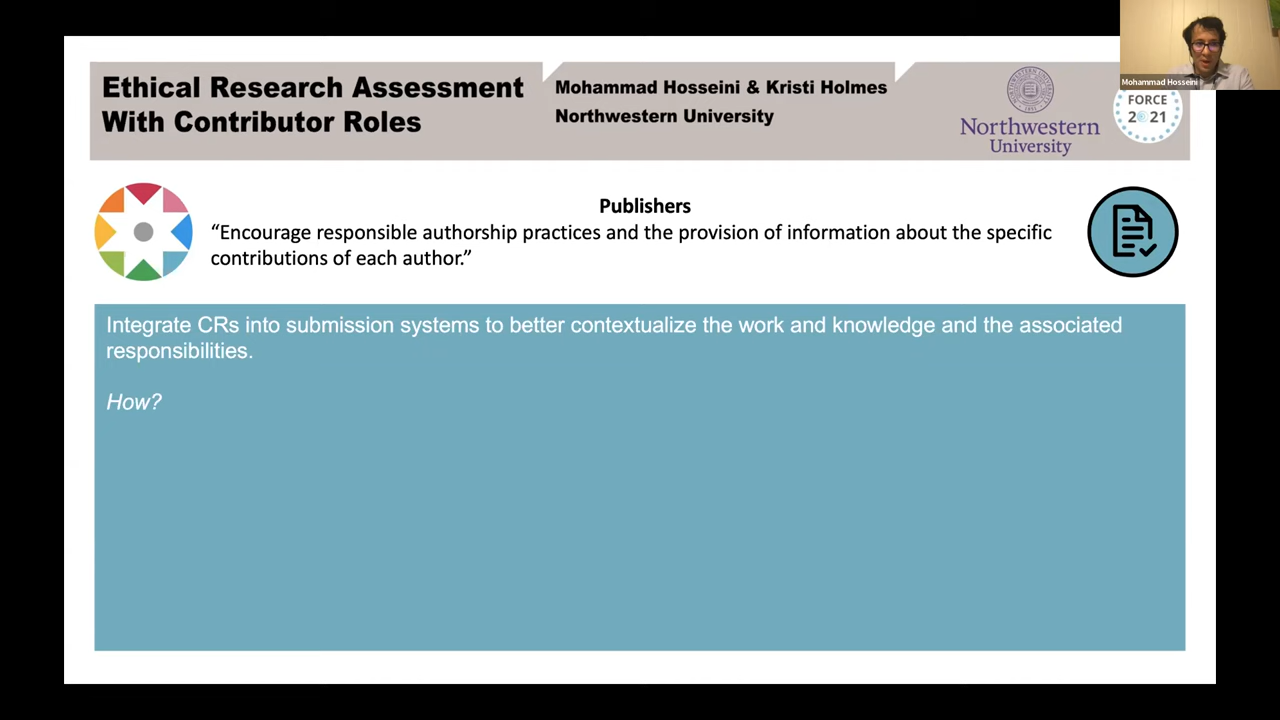 Ethical Research Assessment
With Contributor Roles
Mohammad Hosseini & Kristi Holmes
Northwestern University
Northwestern
University
FORCE
2021
Mohammad Hosseini
Publishers
“Encourage responsible authorship practices and the provision of information about the specific
contributions of each author.”
Integrate CRs into submission systems to better contextualize the work and knowledge and the associated
responsibilities.
How?